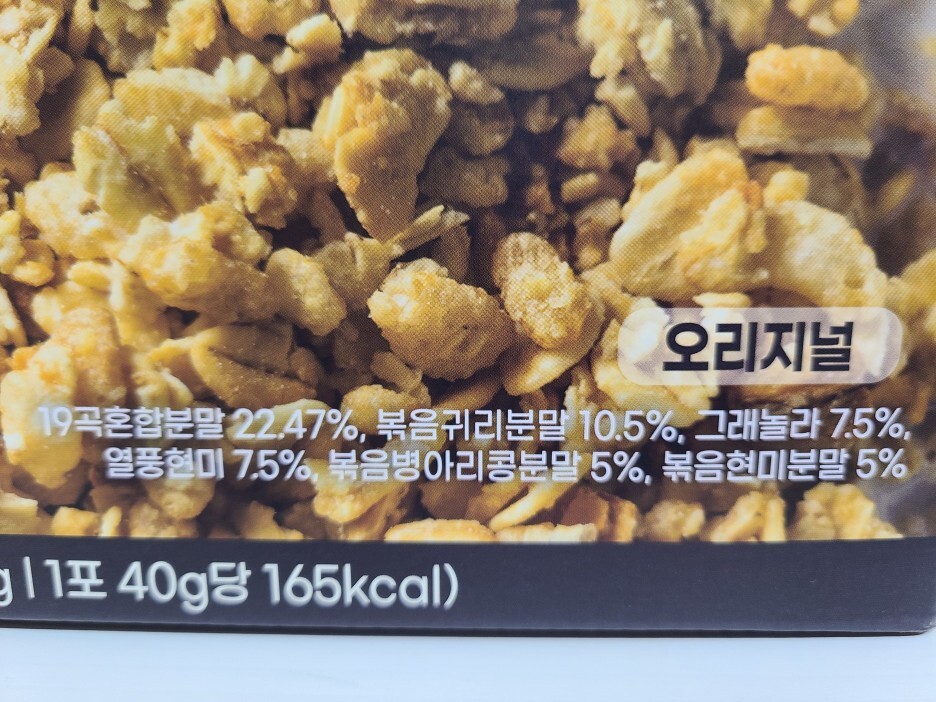 오리지널
19곡혼합분말 22.47%, 볶음귀리분말 10.5%, 그래놀라 7.5%,
열풍현미 7.5%, 볶음병아리콩분말 5%, 볶음현미분말 5%
g | 1포 40g당 165kcal)